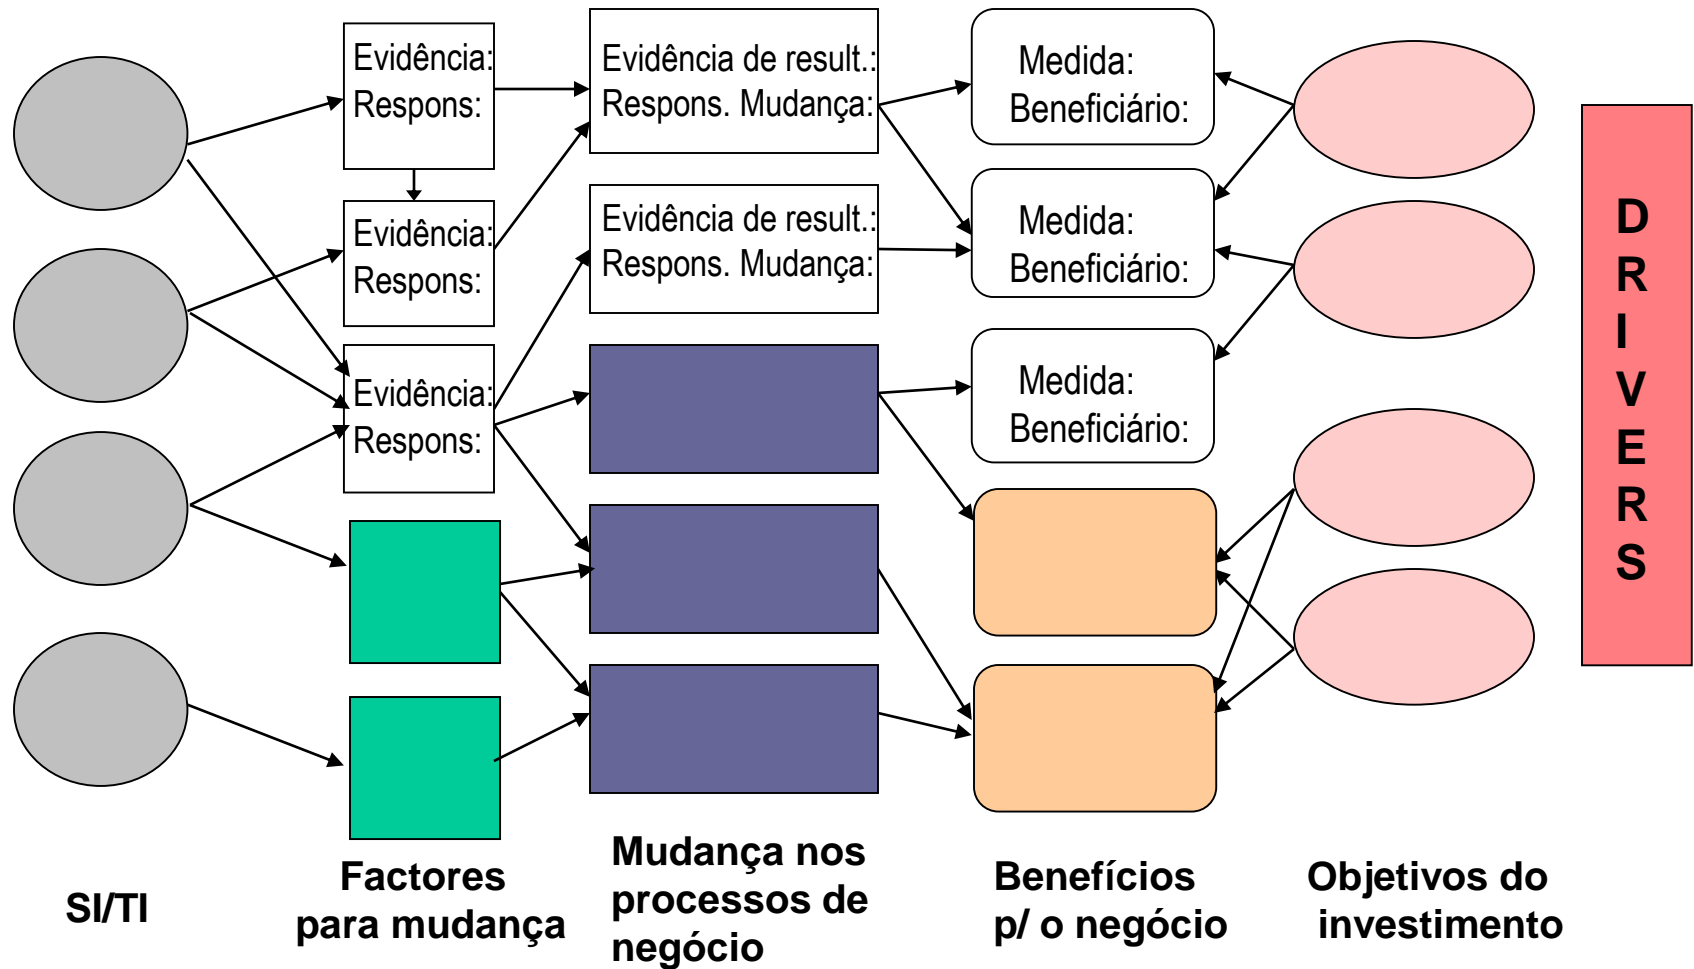 Evidência:
Respons:
Evidência:
Respons:
Evidência:
Respons:
Evidência de result.:
Respons. Mudança:
Evidência de result.:
Respons. Mudança:
Medida:
Beneficiário:
Medida:
Beneficiário:
Medida:
Beneficiário:
D
R
I
V
E
R
S
SI/TI
Factores
para mudança
Mudança nos
processos de
negócio
Benefícios
p/ o negócio
Objetivos do
investimento